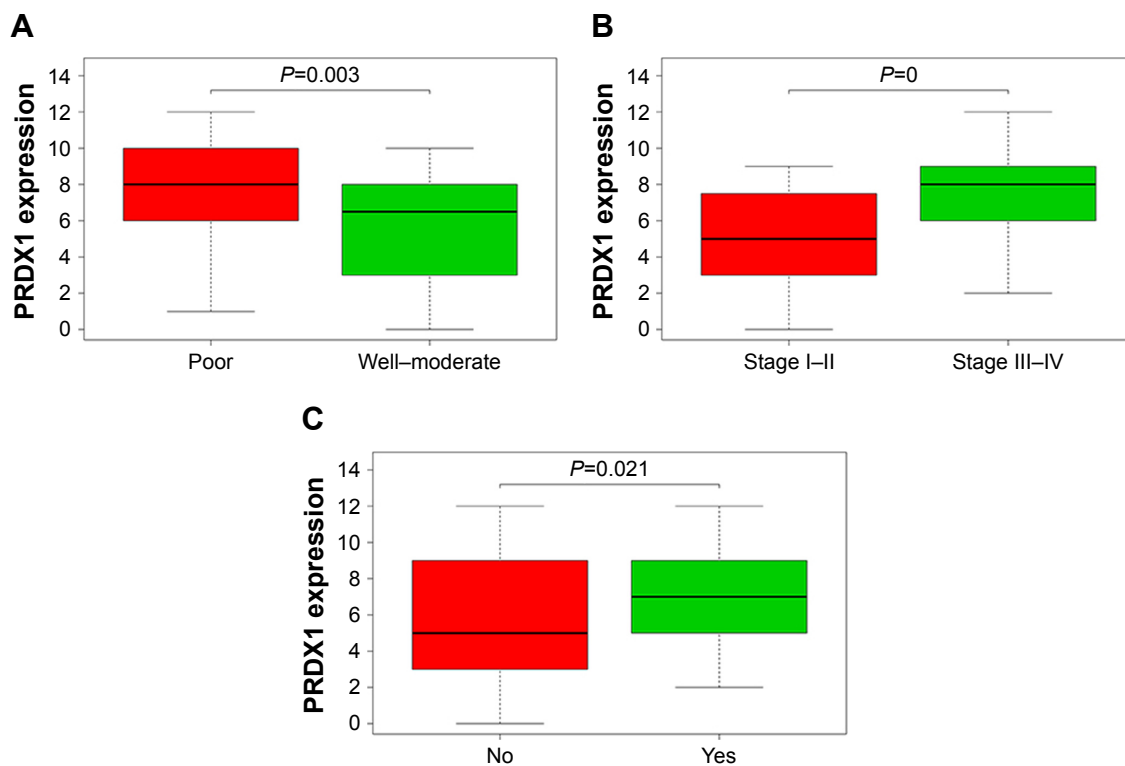 A
PRDX1 expression
14
12
10
8
6
4
2
0
P=0.003
Poor
Well–moderate
B
PRDX1 expression
14
12
10
8
6
4
2
0
P=0
Stage I–II
Stage III–IV
C
PRDX1 expression
14
12
10
8
6
4
2
0
P=0.021
No
Yes